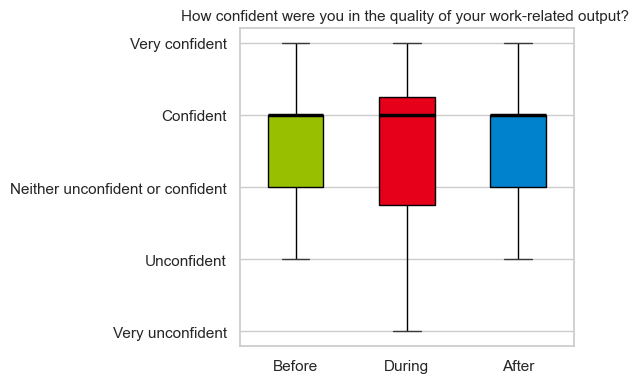 How confident were you in the quality of your work-related output?
Very confident
Confident
Neither unconfident or confident
Unconfident
Very unconfident
Before
During
After